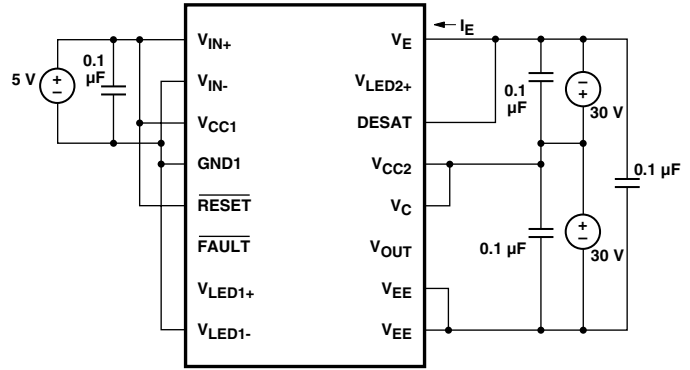 V_IN+
V_IN-
V_CC1
GND1
RESET
FAULT
V_LED1+
V_LED1-
V_E
V_LED2+
DESAT
V_CC2
V_C
V_OUT
V_EE
V_EE
I_E
5 V
+
–
0.1
µF
0.1
µF
–
+
30 V
0.1 µF
+
–
30 V
0.1 µF